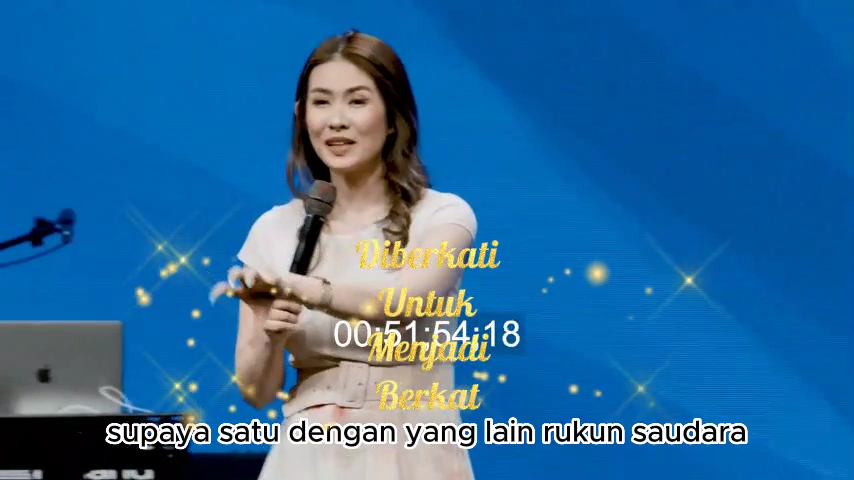 Diberkati
Untuk
00:51:54:18
Menjadi
Berkat
supaya satu dengan yang lain rukun saudara